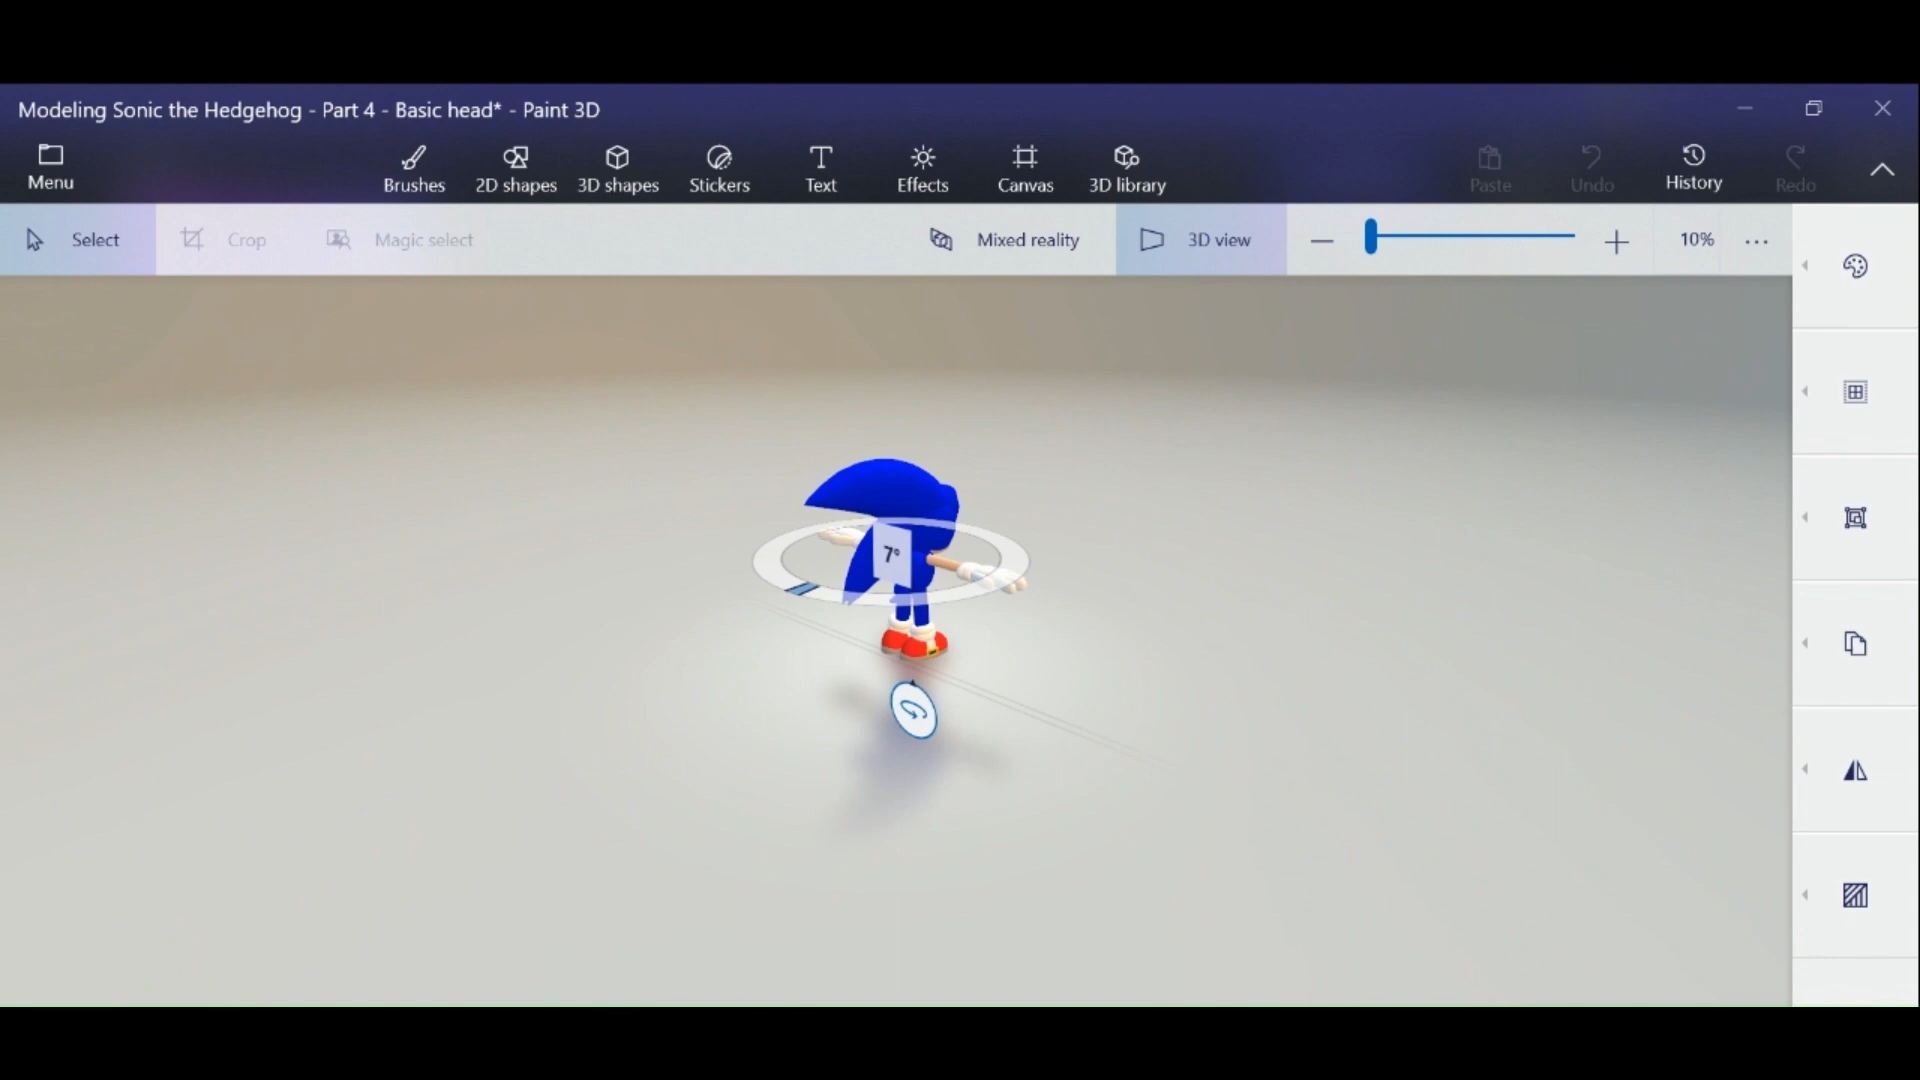 Modeling Sonic the Hedgehog - Part 4 - Basic head* - Paint 3D
Menu
Brushes
2D shapes
3D shapes
Stickers
Text
Effects
Canvas
3D library
Paste
Undo
History
Redo
Select
Crop
Magic select
Mixed reality
3D view
10%
7°